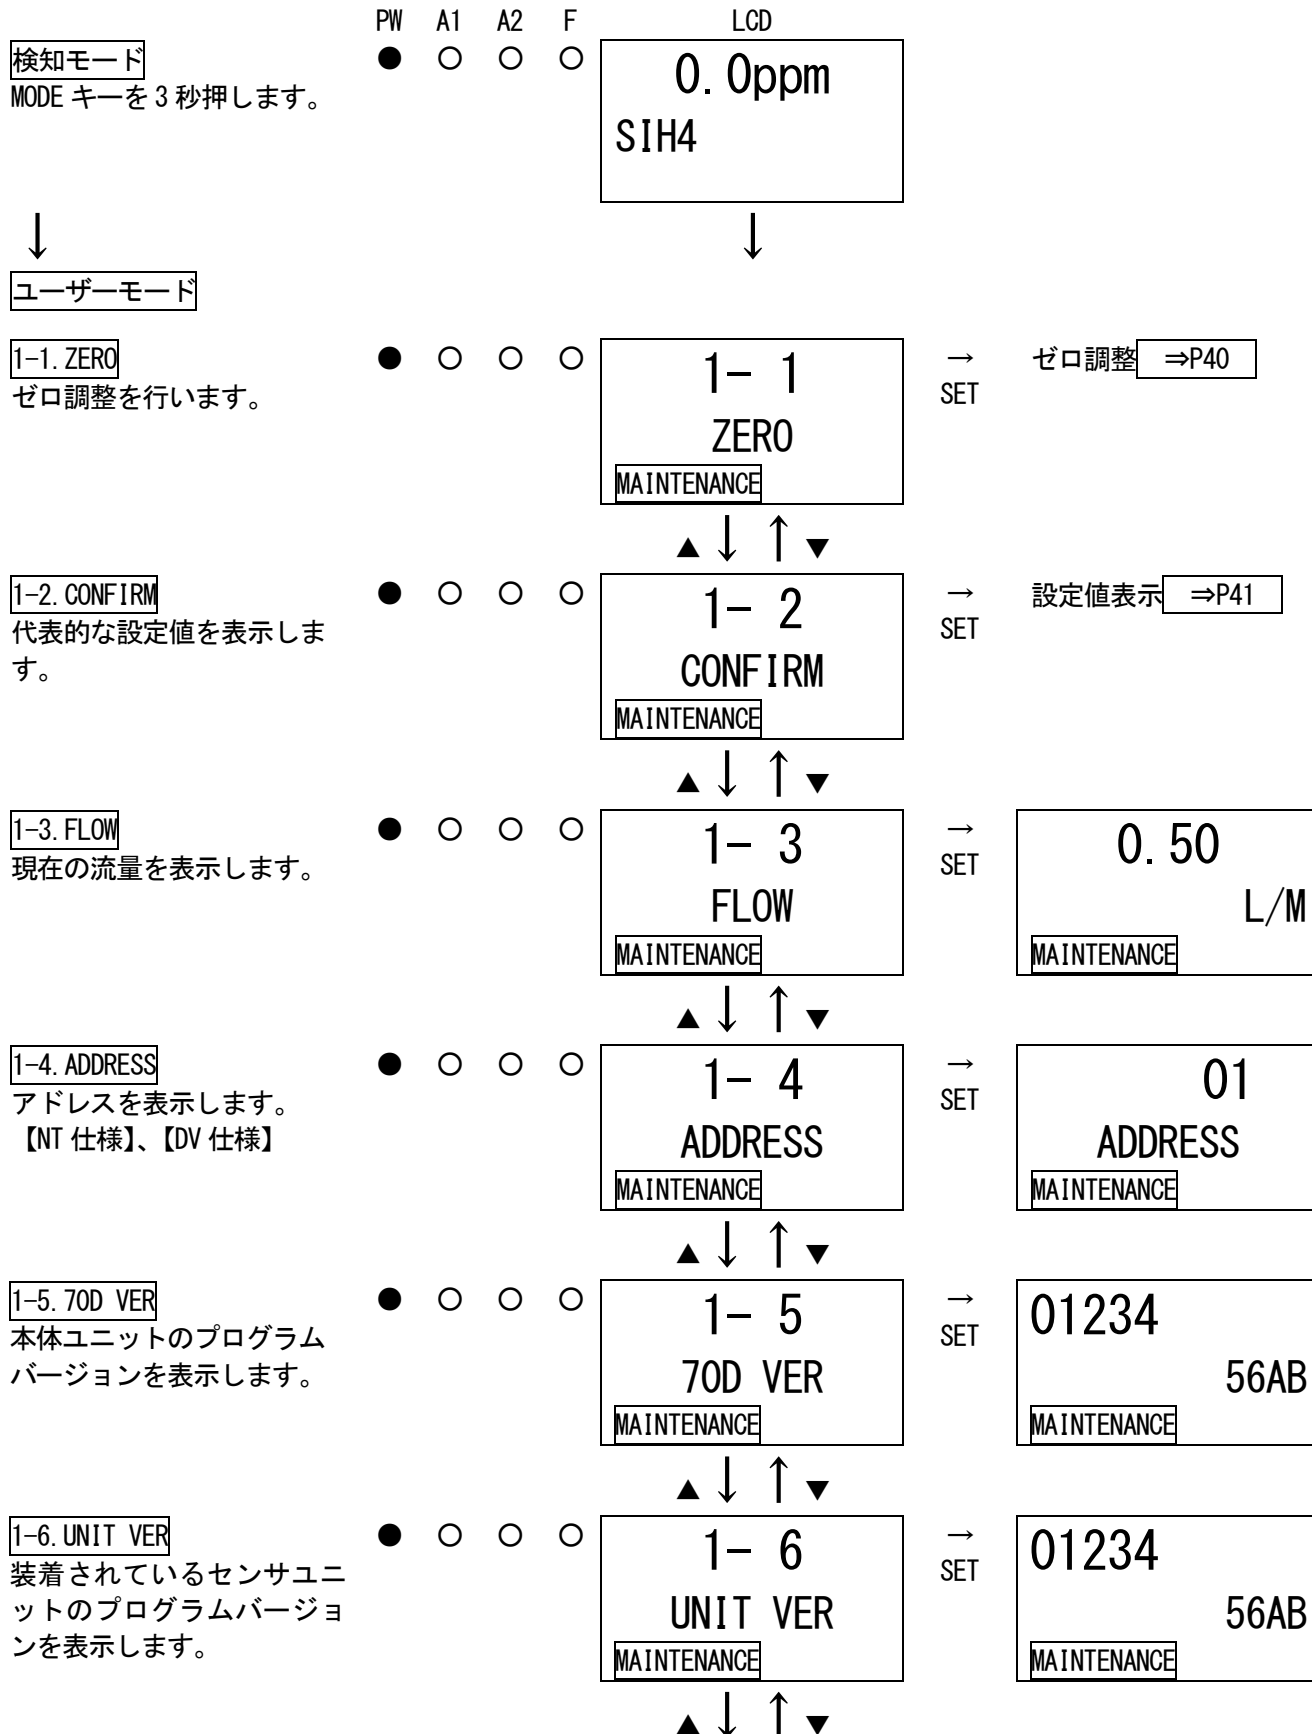 PW A1 A2 F LCD
検知モード ● ○ ○ ○ 0.0ppm
MODE キーを 3 秒押します。
SIH4
↓ ↓
ユーザーモード
1-1.ZERO ● ○ ○ ○ 1- 1 → ゼロ調整 ⇒P40
ゼロ調整を行います。 SET
ZERO
MAINTENANCE
▲ ↓ ↑ ▼
1-2.CONFIRM ● ○ ○ ○ 1- 2 → 設定値表示 ⇒P41
代表的な設定値を表示しま SET
す。 CONFIRM
MAINTENANCE
▲ ↓ ↑ ▼
1-3.FLOW ● ○ ○ ○ 1- 3 → 0.50
現在の流量を表示します。 SET
FLOW L/M
MAINTENANCE MAINTENANCE
▲ ↓ ↑ ▼
1-4.ADDRESS ● ○ ○ ○ 1- 4 → 01
アドレスを表示します。 SET
【NT 仕様】、【DV 仕様】 ADDRESS ADDRESS
MAINTENANCE MAINTENANCE
▲ ↓ ↑ ▼
1-5.70D VER ● ○ ○ ○ 1- 5 → 01234
本体ユニットのプログラム SET
バージョンを表示します。 70D VER 56AB
MAINTENANCE MAINTENANCE
▲ ↓ ↑ ▼
1-6.UNIT VER ● ○ ○ ○ 1- 6 → 01234
装着されているセンサユニ SET
ットのプログラムバージョ UNIT VER 56AB
ンを表示します。
MAINTENANCE MAINTENANCE
▲ ↓ ↑ ▼